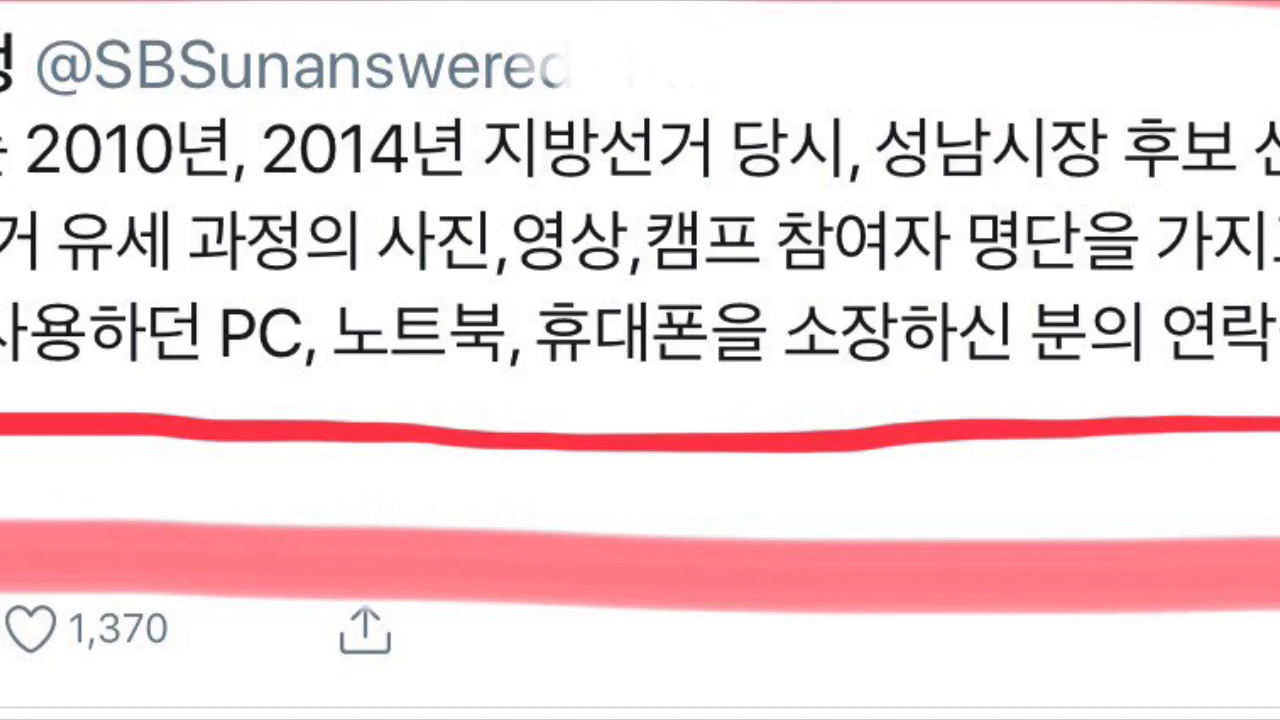 @SBSunanswered
2010년, 2014년 지방선거 당시, 성남시장 후보
거 유세 과정의 사진,영상,캠프 참여자 명단을 가지
사용하던 PC, 노트북, 휴대폰을 소장하신 분의 연락
1,370